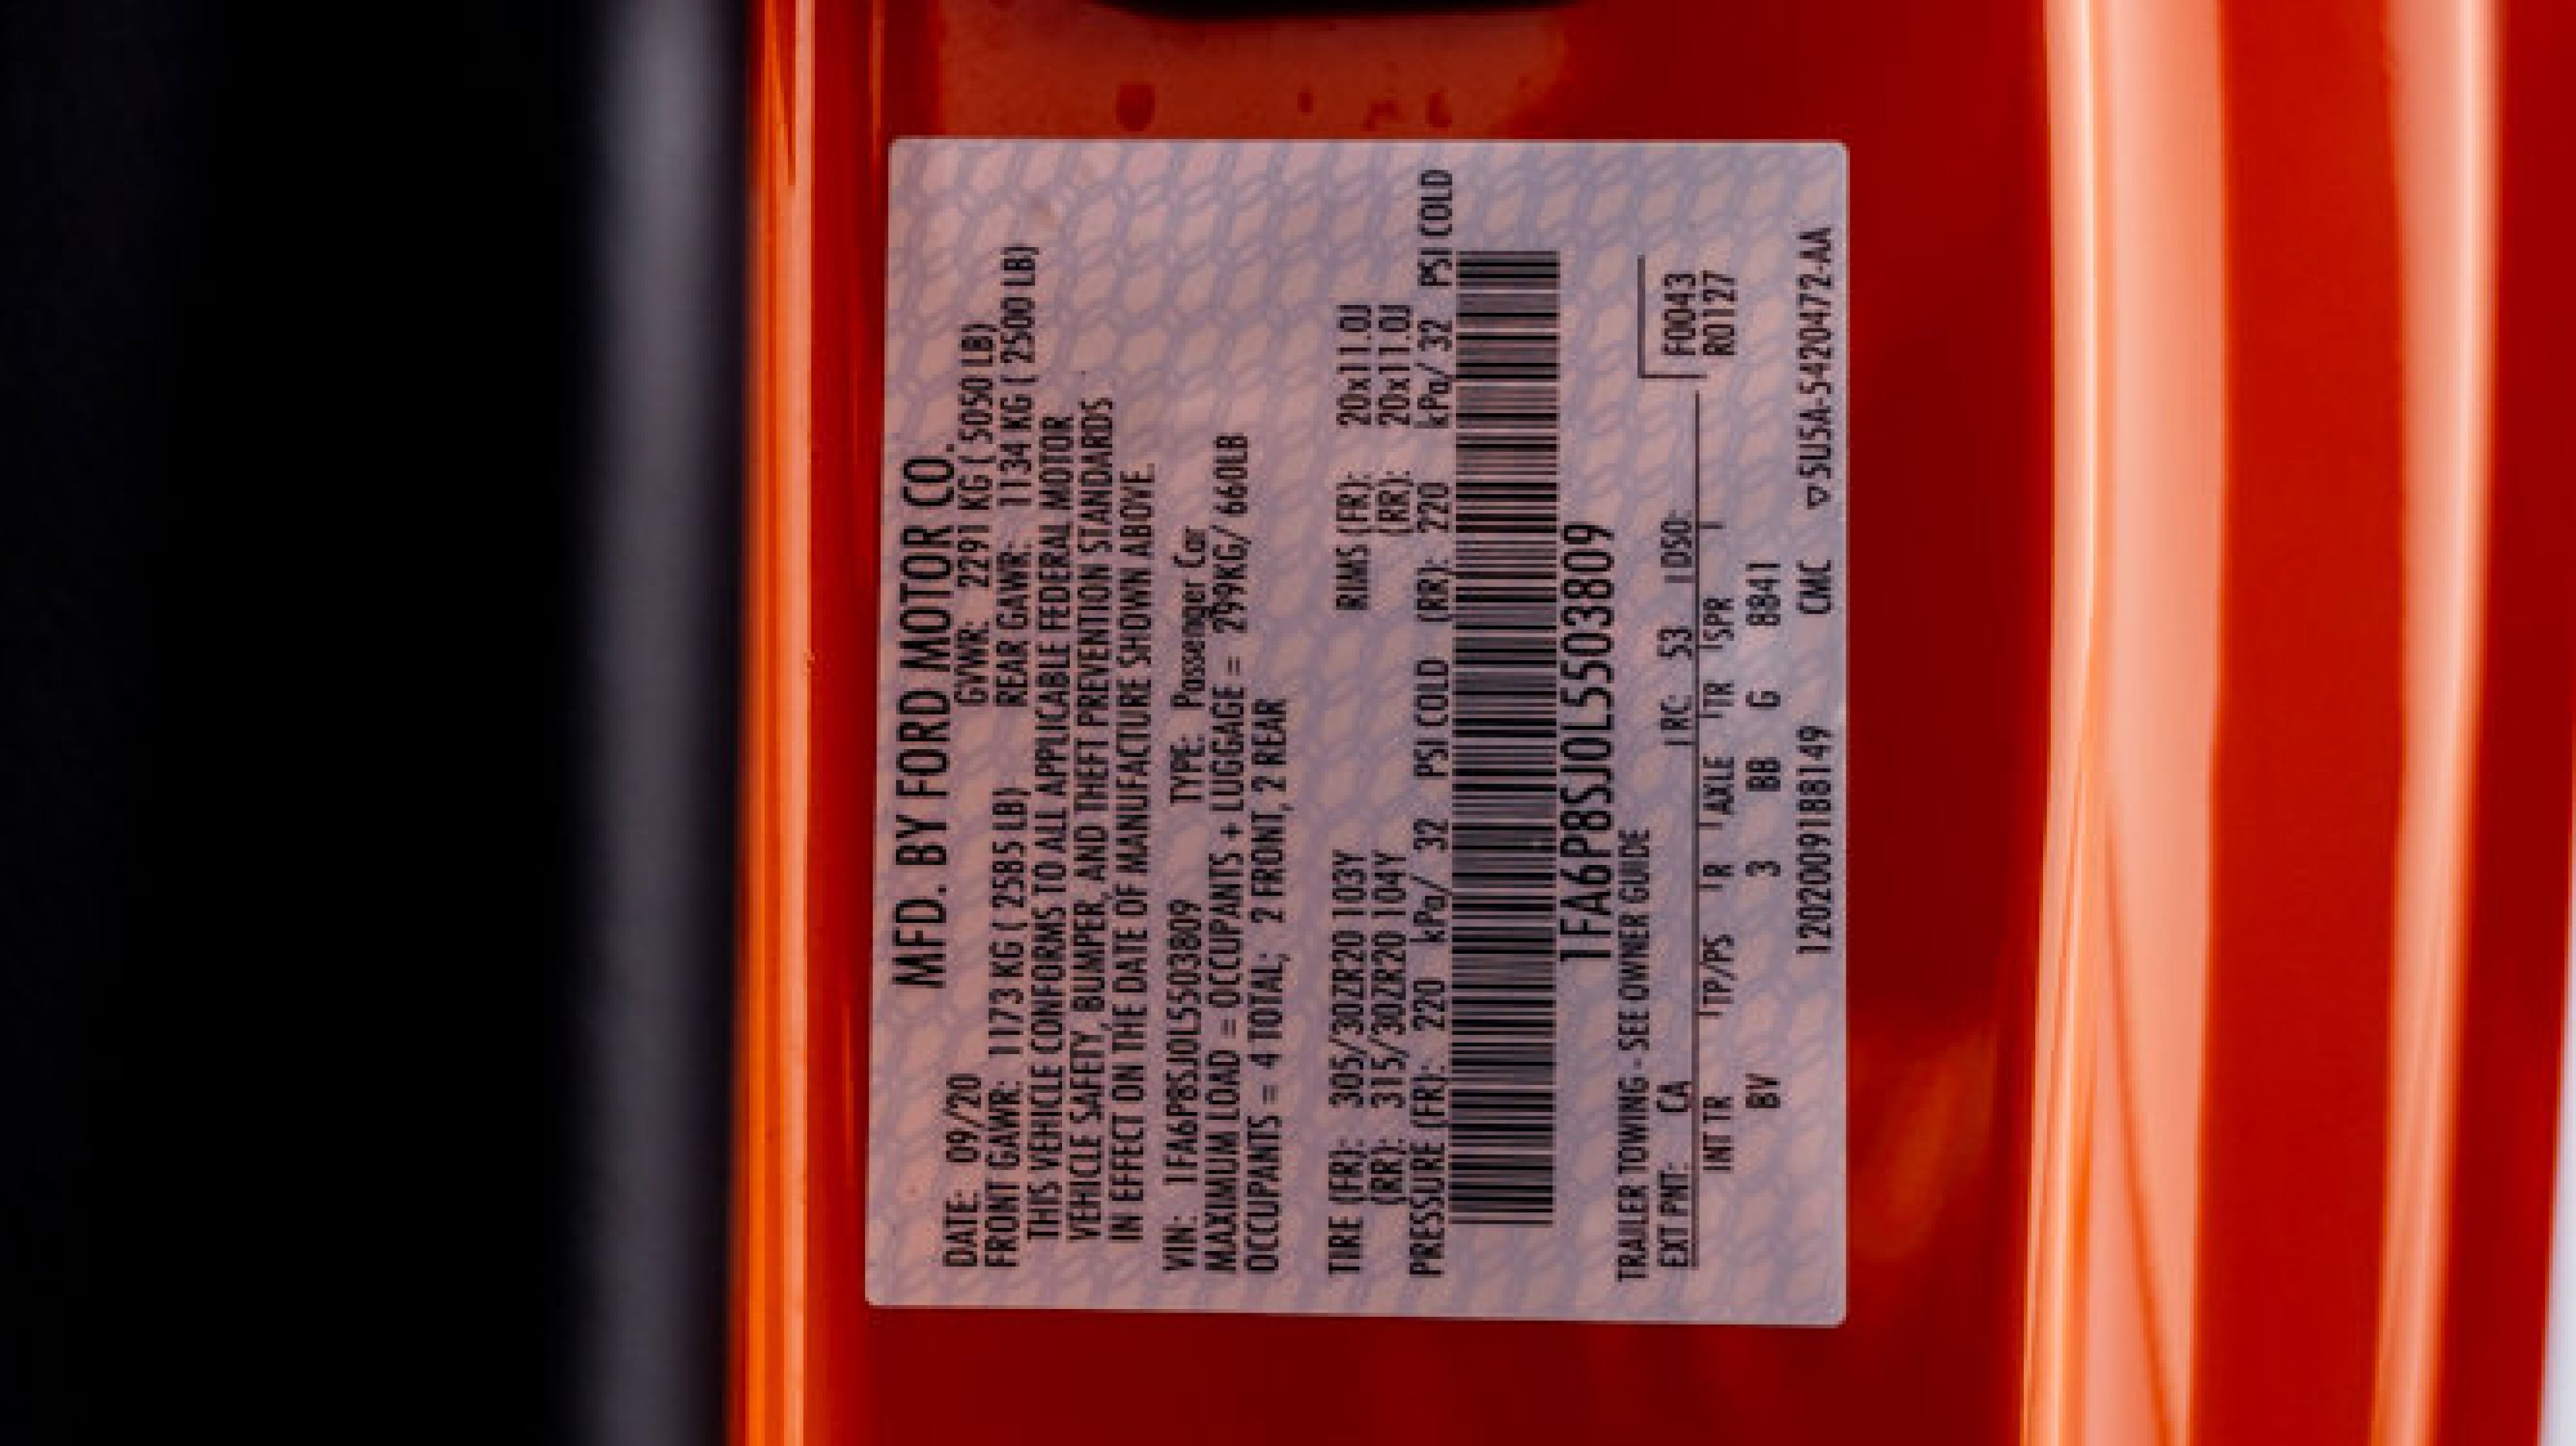 MFD. BY FORD MOTOR CO.
DATE: 09/20 GVWR: 2291 KG ( 5050 LB)
FRONT GAWR: 1173 KG ( 2585 LB) REAR GAWR: 1134 KG ( 2500 LB)
THIS VEHICLE CONFORMS TO ALL APPLICABLE FEDERAL MOTOR
VEHICLE SAFETY, BUMPER, AND THEFT PREVENTION STANDARDS
IN EFFECT ON THE DATE OF MANUFACTURE SHOWN ABOVE.
VIN: 1FA6P8SJ0L5503809 TYPE: Passenger Car
MAXIMUM LOAD = OCCUPANTS + LUGGAGE = 299KG/ 660LB
OCCUPANTS = 4 TOTAL; 2 FRONT, 2 REAR
TIRE (FR): 305/30ZR20 103Y RIMS (FR): 20x11.0J
(RR): 315/30ZR20 104Y (RR): 20x11.0J
PRESSURE (FR): 220 kPa/ 32 PSI COLD (RR): 220 kPa/ 32 PSI COLD
1FA6P8SJ0L5503809
TRAILER TOWING - SEE OWNER GUIDE
EXT PNT: CA RC: 53 DSO: F0043
INT TR TP/PS R AXLE TR SPR R0127
BV 3 BB G BB41
120200918B149 CMC ▽5U5A-5420472-AA